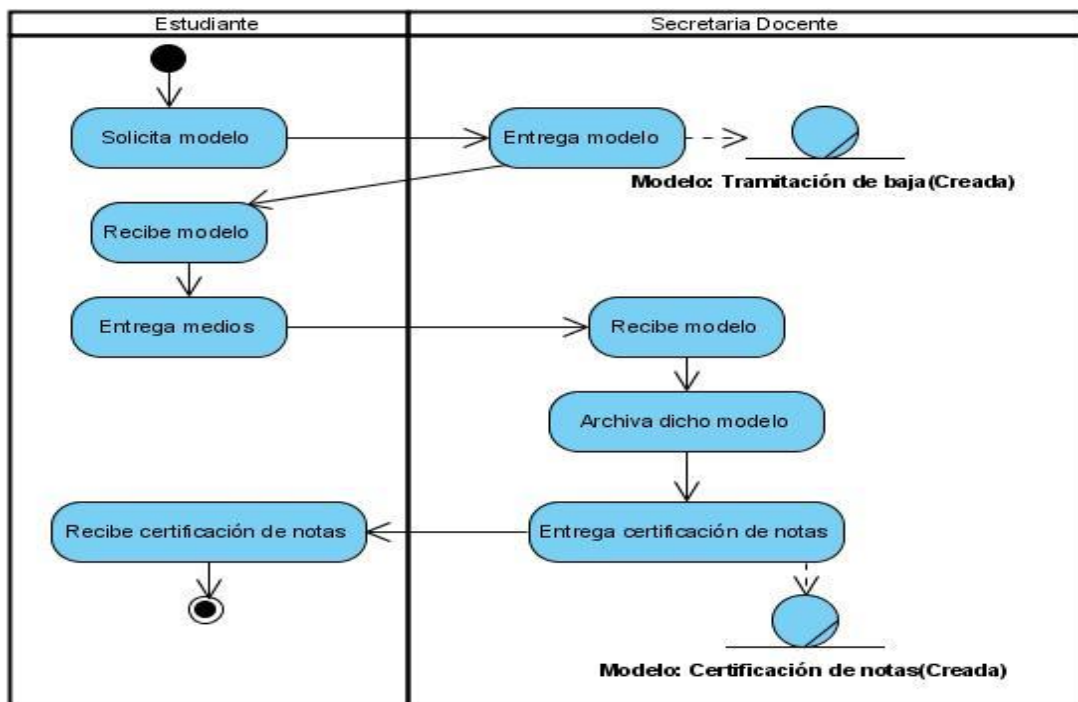 Estudiante
Secretaria Docente
Solicita modelo
Entrega modelo
Modelo: Tramitación de baja(Creada)
Recibe modelo
Entrega medios
Recibe modelo
Archiva dicho modelo
Recibe certificación de notas
Entrega certificación de notas
Modelo: Certificación de notas(Creada)